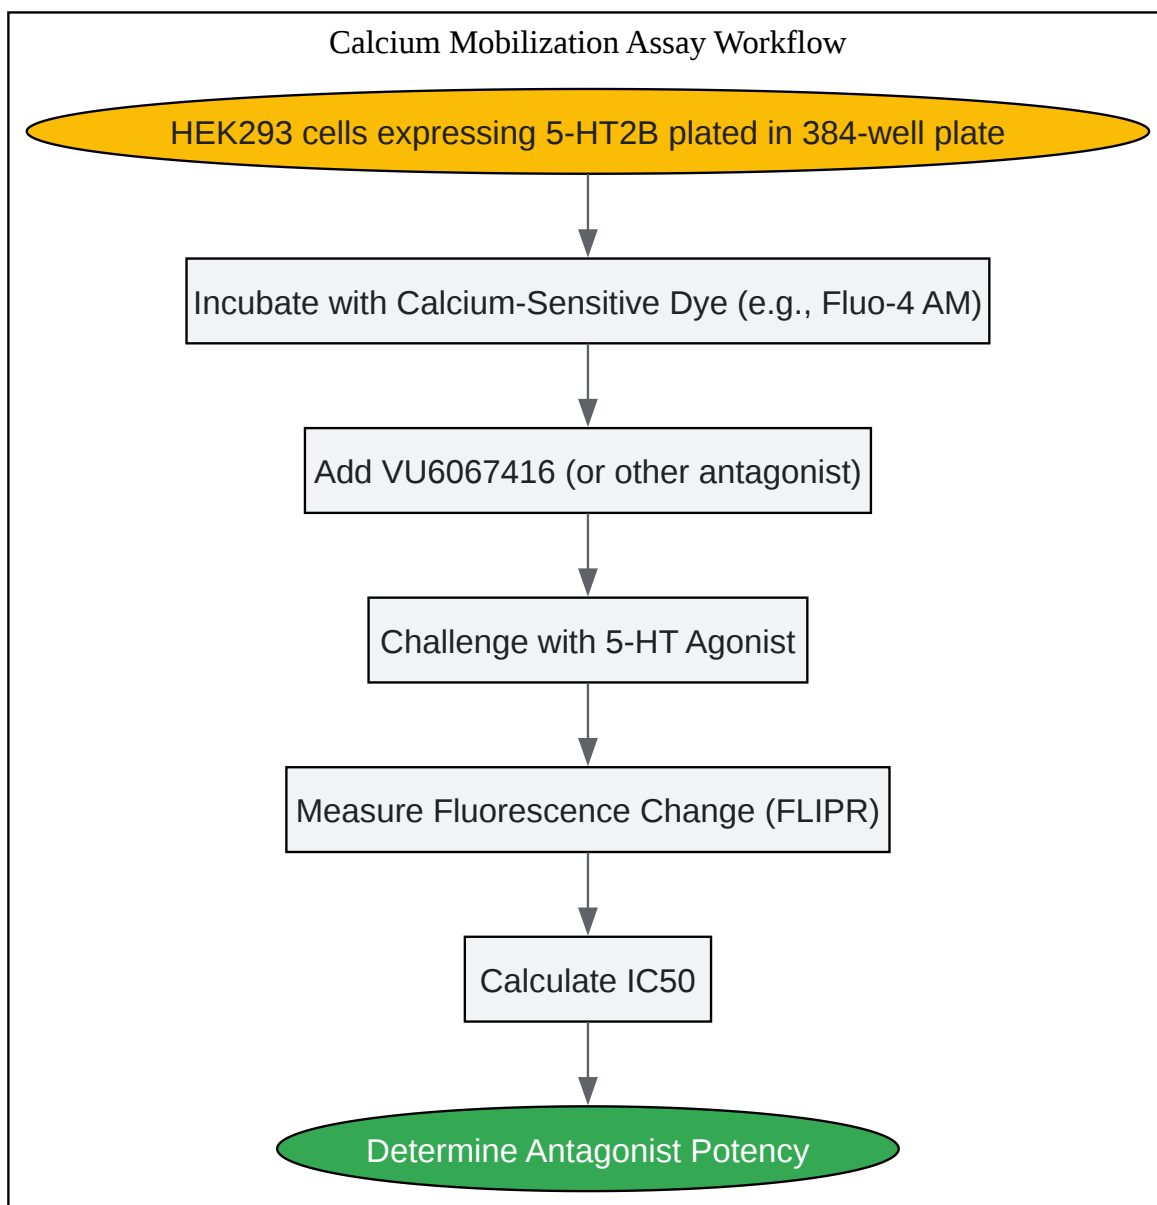 Calcium Mobilization Assay Workflow
HEK293 cells expressing 5-HT2B plated in 384-well plate
Incubate with Calcium-Sensitive Dye (e.g., Fluo-4 AM)
Add VU6067416 (or other antagonist)
Challenge with 5-HT Agonist
Measure Fluorescence Change (FLIPR)
Calculate IC50
Determine Antagonist Potency